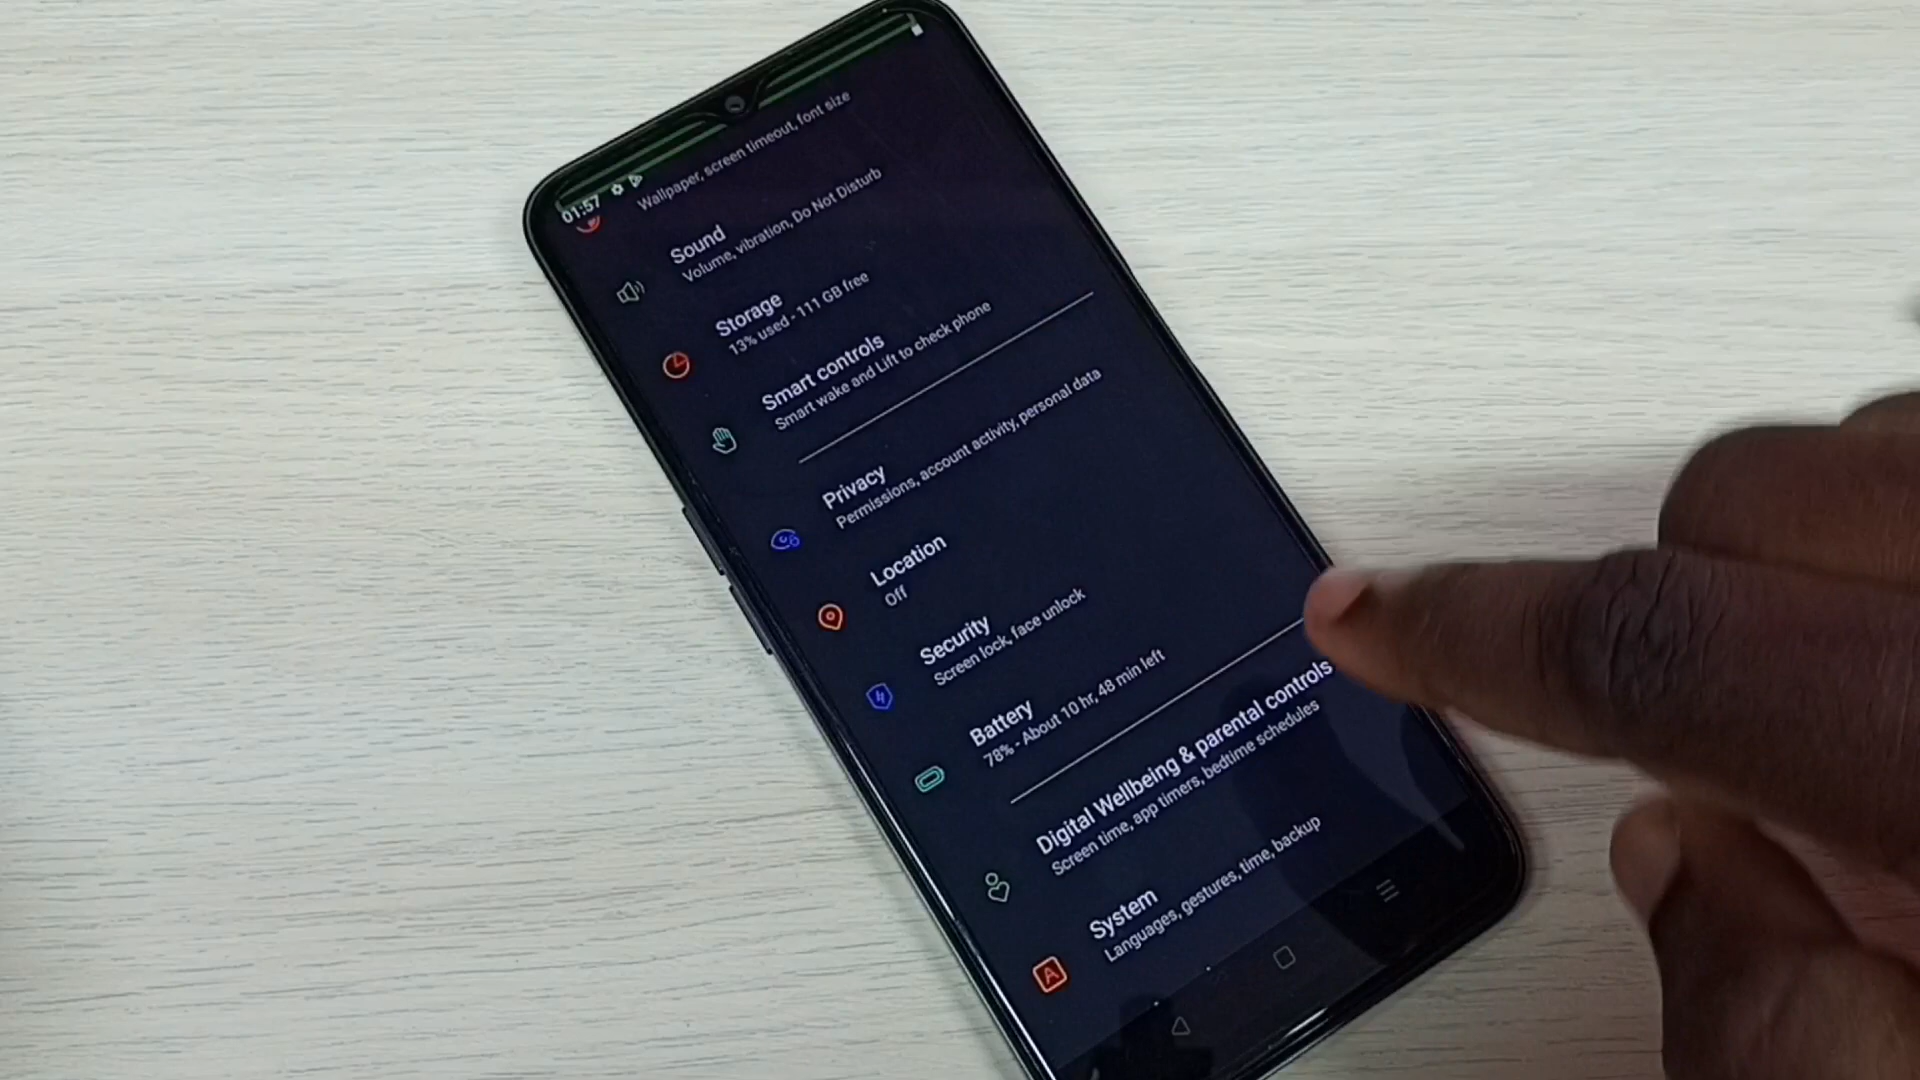 01:57
Wallpaper, screen timeout, font size
Sound
Volume, vibration, Do Not Disturb
Storage
13% used - 111 GB free
Smart controls
Smart wake and Lift to check phone
Privacy
Permissions, account activity, personal data
Location
Off
Security
Screen lock, face unlock
Battery
78% - About 10 hr, 48 min left
Digital Wellbeing & parental controls
Screen time, app timers, bedtime schedules
System
Languages, gestures, time, backup
A